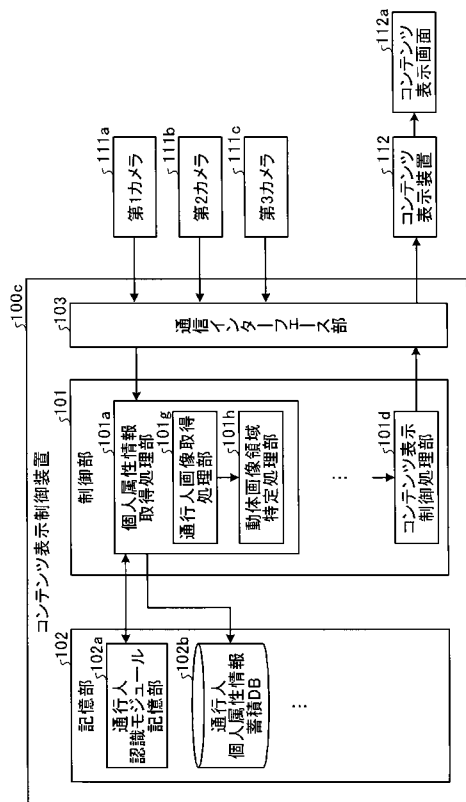 100c
コンテンツ表示制御装置
102
記憶部
102a
通行人
認識モジュール
記憶部
102b
通行人
個人属性情報
蓄積DB
⋮
101
制御部
101a
個人属性情報
取得処理部
101g
通行人画像取得
処理部
101h
動体画像領域
特定処理部
⋮
101d
コンテンツ表示
制御処理部
103
通信インターフェース部
111a
第1カメラ
111b
第2カメラ
111c
第3カメラ
112
コンテンツ
表示装置
112a
コンテンツ
表示画面